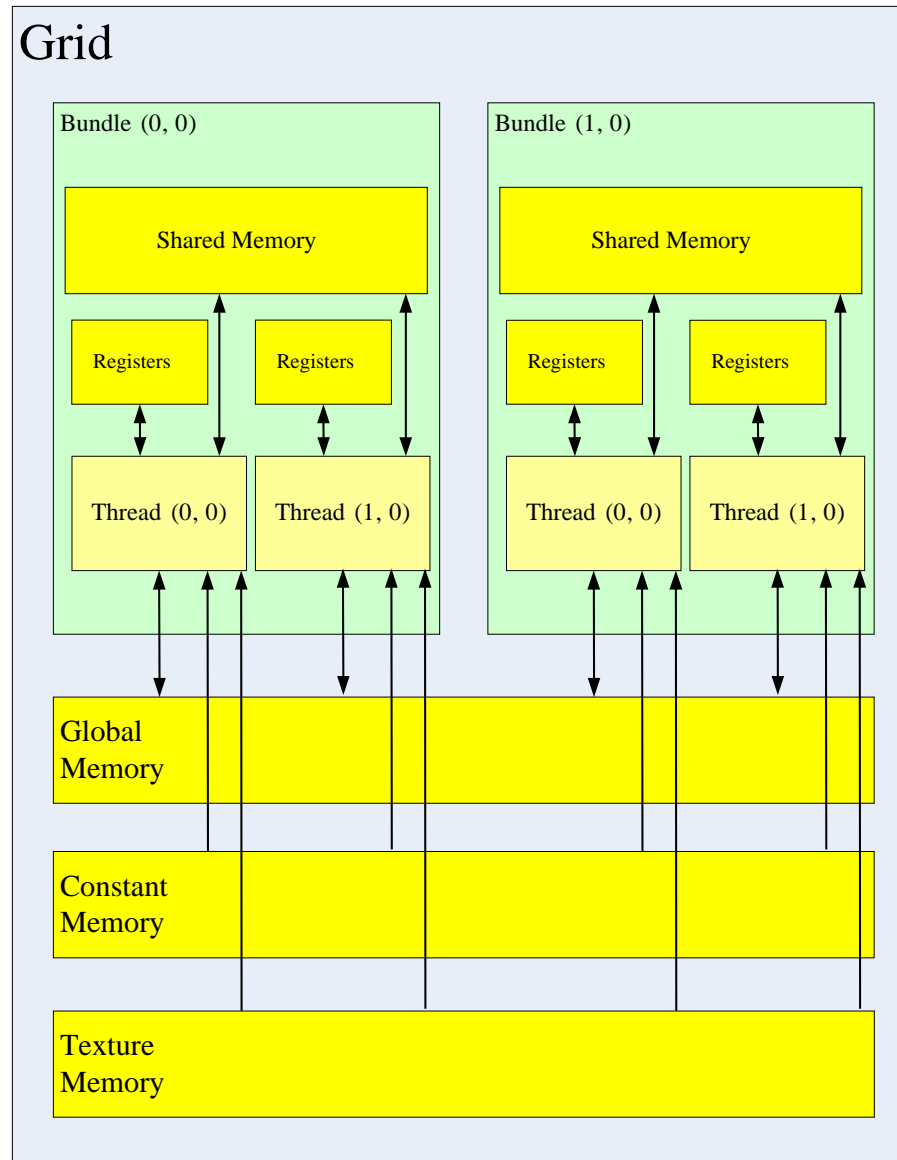 Grid
Bundle (0, 0)
Bundle (1, 0)
Shared Memory
Shared Memory
Registers
Registers
Registers
Registers
Thread (0, 0)
Thread (1, 0)
Thread (0, 0)
Thread (1, 0)
Global
Memory
Constant
Memory
Texture
Memory